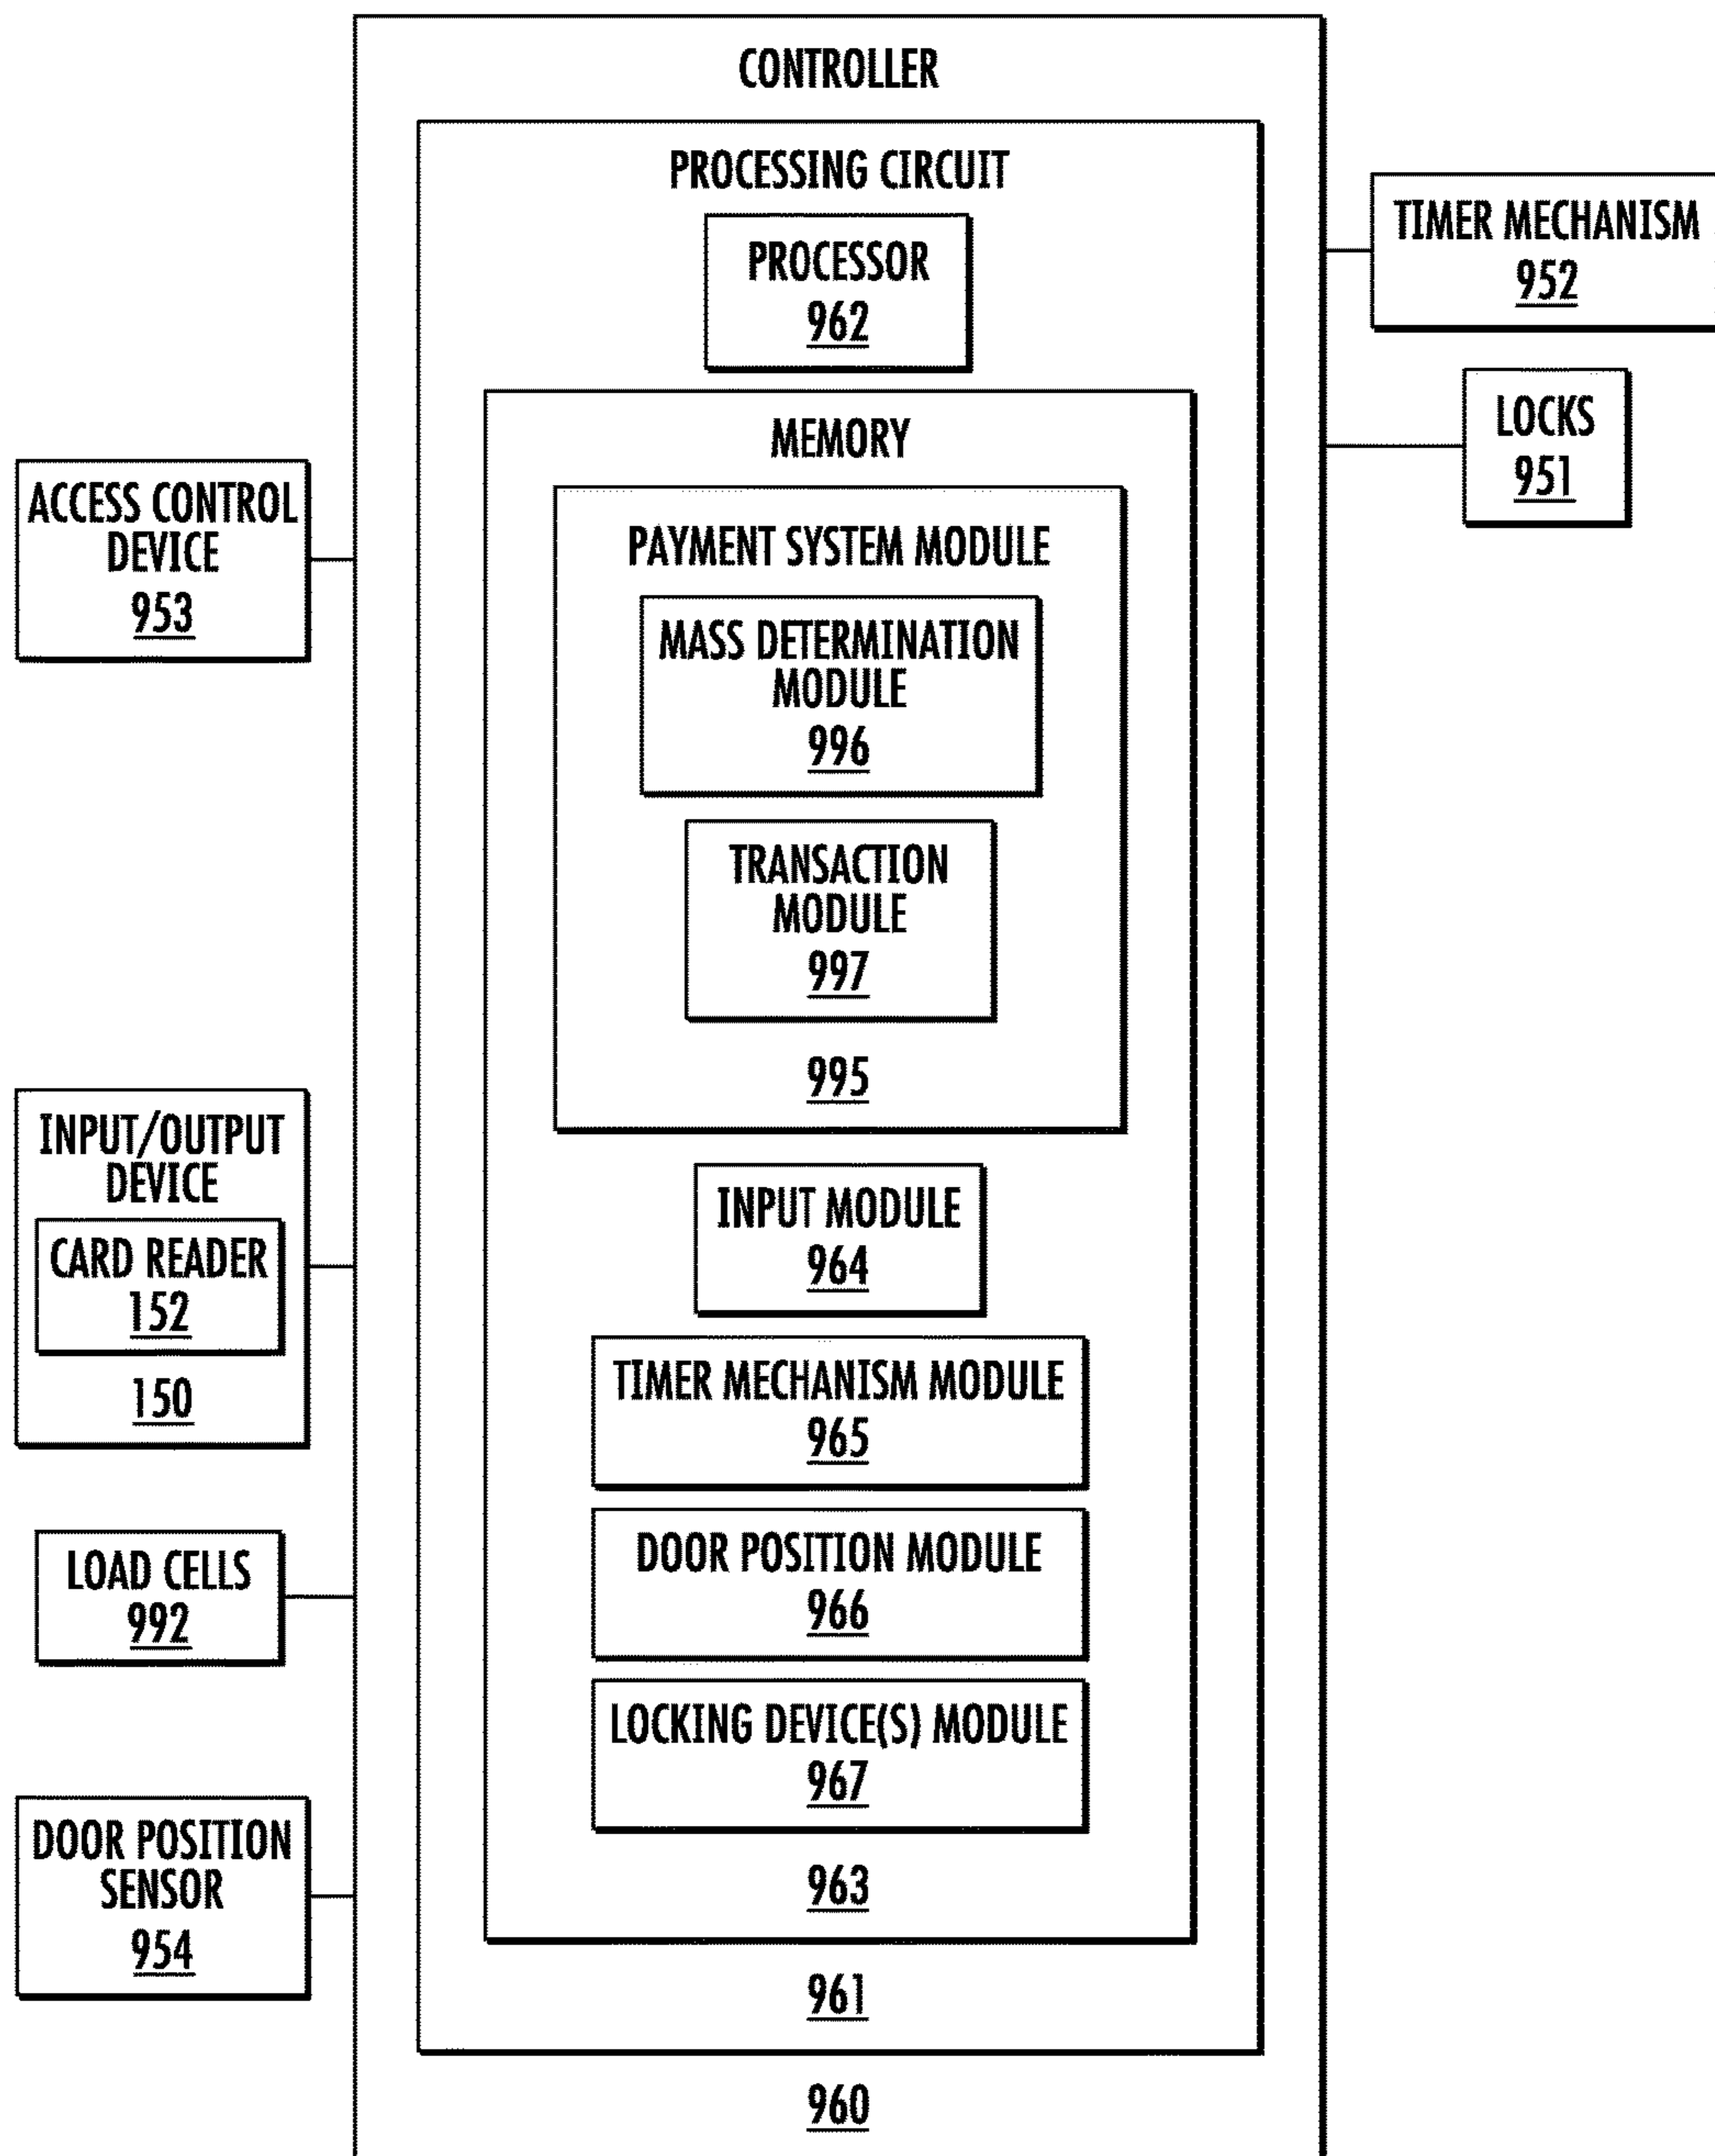 CONTROLLER
PROCESSING CIRCUIT
PROCESSOR
962
MEMORY
PAYMENT SYSTEM MODULE
MASS DETERMINATION
MODULE
996
TRANSACTION
MODULE
997
995
INPUT MODULE
964
TIMER MECHANISM MODULE
965
DOOR POSITION MODULE
966
LOCKING DEVICE(S) MODULE
967
963
961
960
ACCESS CONTROL
DEVICE
953
INPUT/OUTPUT
DEVICE
CARD READER
152
150
LOAD CELLS
992
DOOR POSITION
SENSOR
954
TIMER MECHANISM
952
LOCKS
951